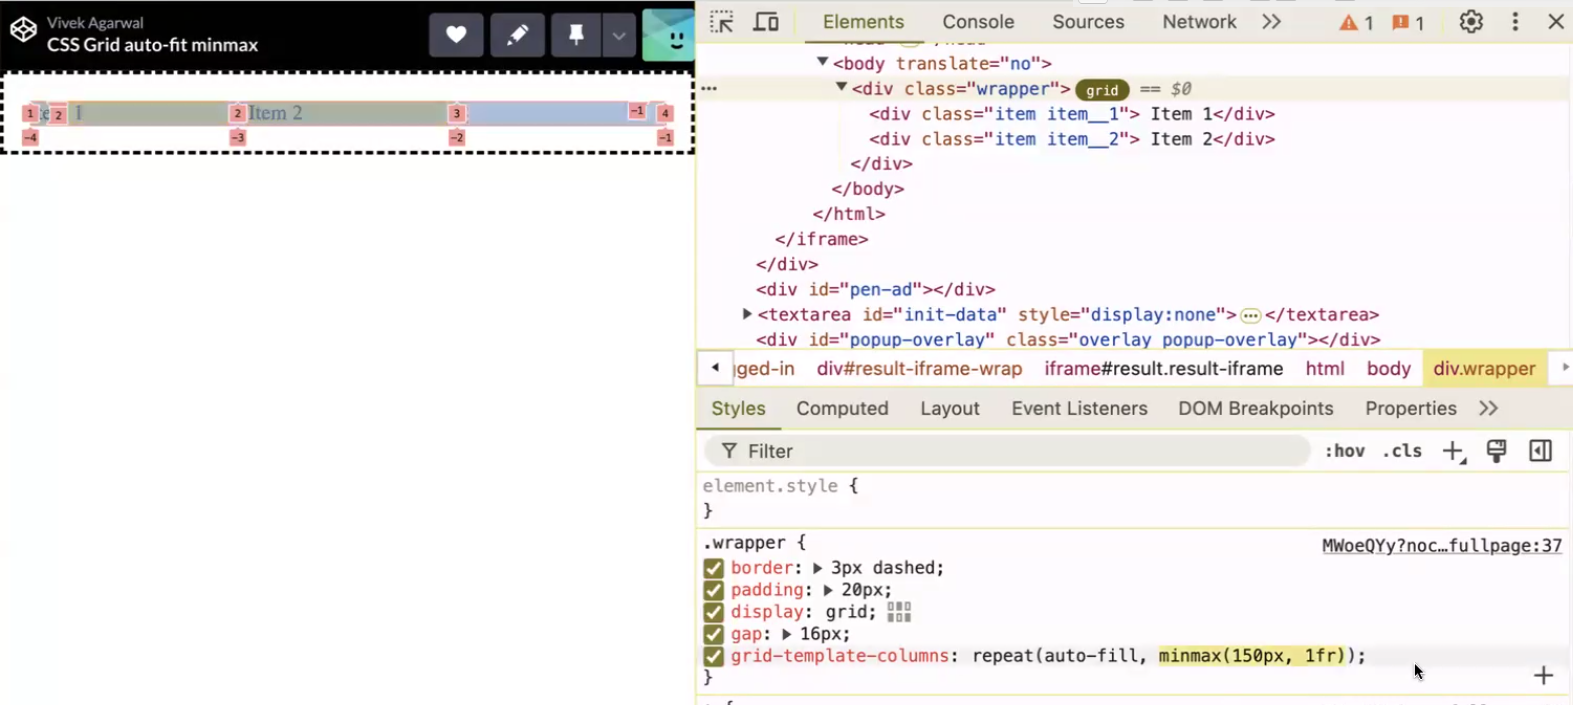 Vivek Agarwal
CSS Grid auto-fit minmax
1 2 2 Item 2 3 −1 4
−4 −3 −2 −1
Elements Console Sources Network 1 1
<body translate="no">
<div class="wrapper"> grid == $0
<div class="item item__1"> Item 1</div>
<div class="item item__2"> Item 2</div>
</div>
</body>
</html>
</iframe>
</div>
<div id="pen-ad"></div>
<textarea id="init-data" style="display:none"> … </textarea>
<div id="popup-overlay" class="overlay popup-overlay"></div>
ged-in div#result-iframe-wrap iframe#result.result-iframe html body div.wrapper
Styles Computed Layout Event Listeners DOM Breakpoints Properties
Filter :hov .cls
element.style {
}
.wrapper { MWoeQYy?noc…fullpage:37
border: 3px dashed;
padding: 20px;
display: grid;
gap: 16px;
grid-template-columns: repeat(auto-fill, minmax(150px, 1fr));
}